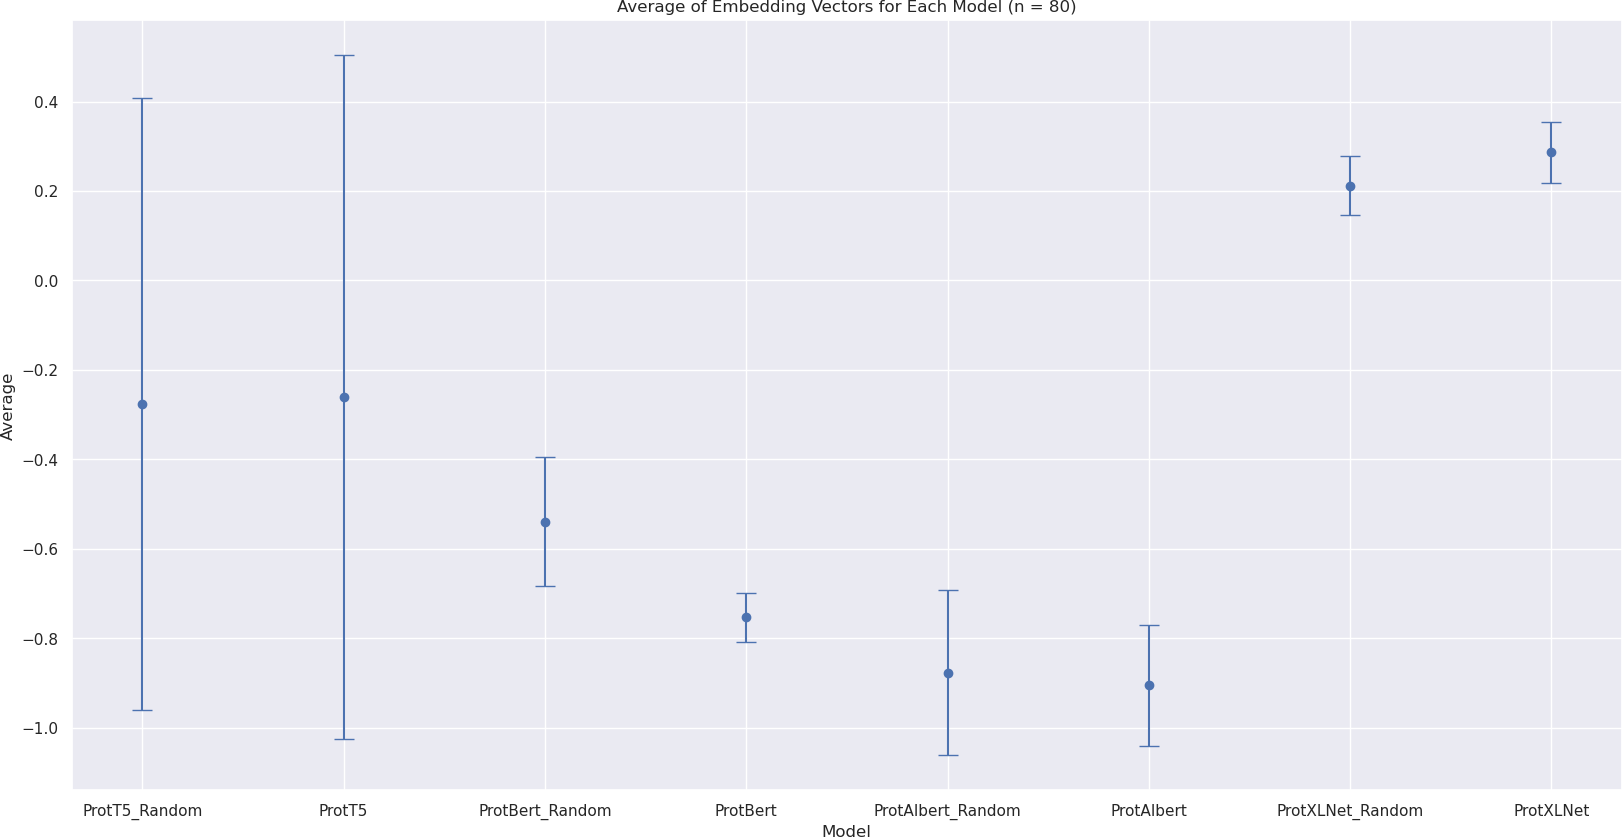 Average of Embedding Vectors for Each Model (n = 80)
Average
0.4
0.2
0.0
−0.2
−0.4
−0.6
−0.8
−1.0
ProtT5_Random ProtT5 ProtBert_Random ProtBert ProtAlbert_Random ProtAlbert ProtXLNet_Random ProtXLNet
Model